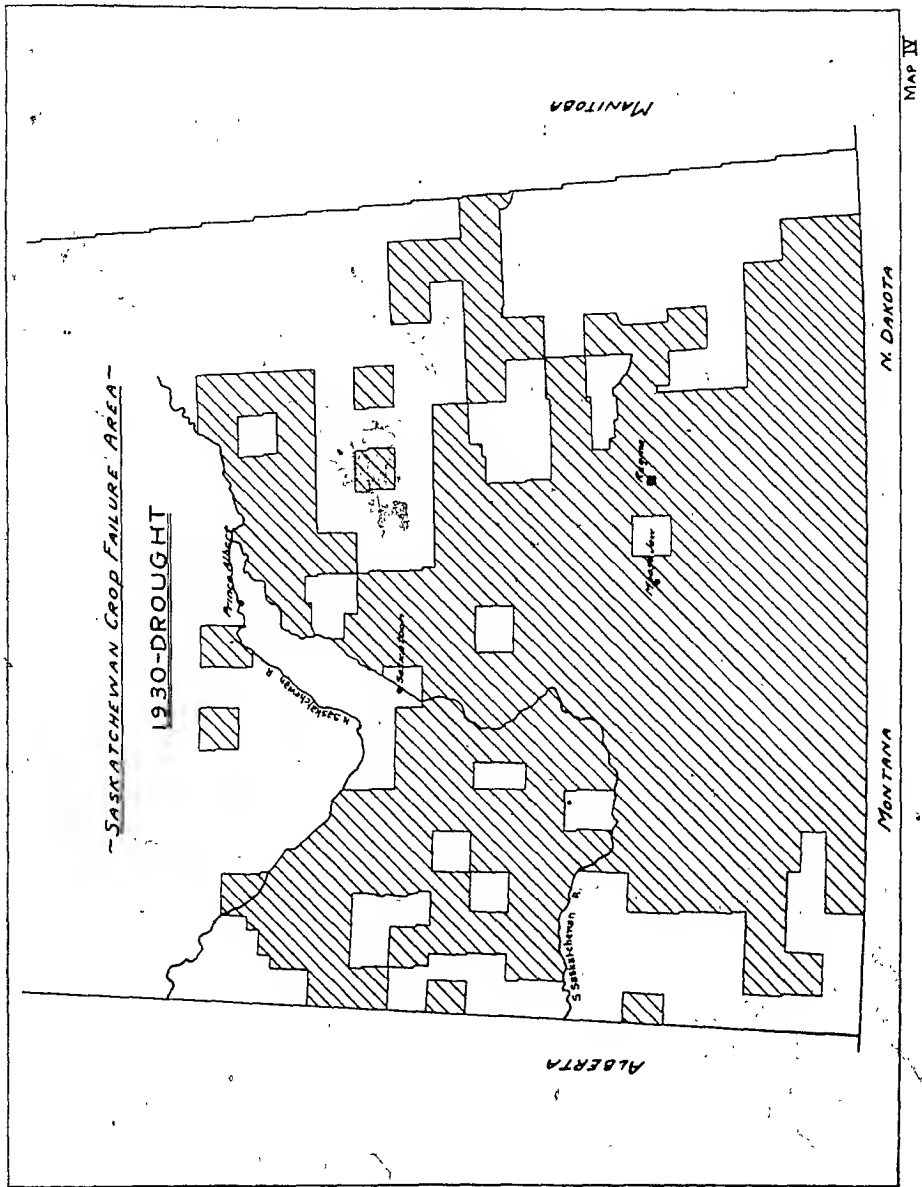 ~SASKATCHEWAN CROP FAILURE AREA~
1930-DROUGHT
MANITOBA
ALBERTA
MONTANA
N. DAKOTA
Prince Albert
N Saskatchewan R
Saskatoon
S Saskatchewan R.
Regina
Moose Jaw
MAP IV